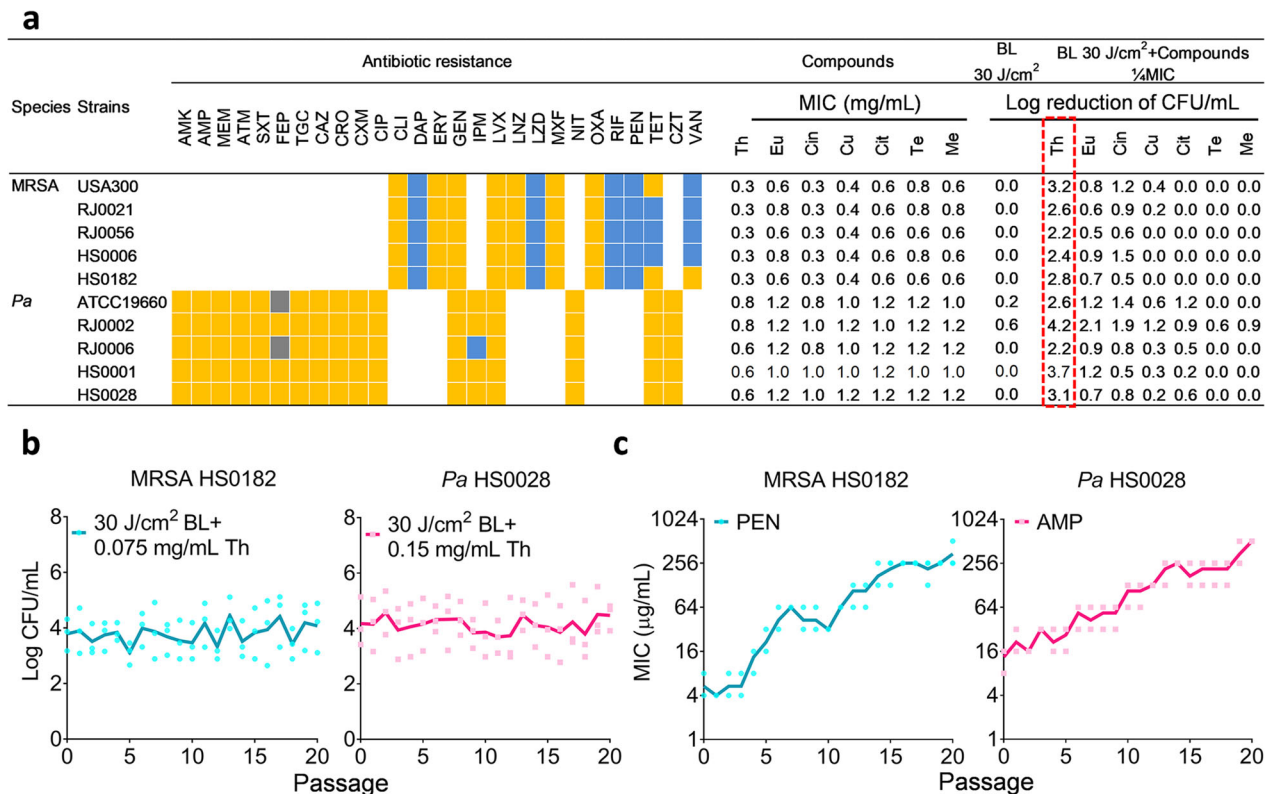 a
Antibiotic resistance
Compounds
BL 30 J/cm²
BL 30 J/cm²+Compounds ¼MIC
Species Strains
AMK AMP MEM ATM SXT FEP TGC CAZ CRO CXM CIP CLI DAP ERY GEN IPM LVX LNZ LZD MXF NIT OXA RIF PEN TET CZT VAN
MIC (mg/mL)
Log reduction of CFU/mL
Th Eu Cin Cu Cit Te Me
Th Eu Cin Cu Cit Te Me
MRSA USA300 0.3 0.6 0.3 0.4 0.6 0.8 0.6 0.0 3.2 0.8 1.2 0.4 0.0 0.0 0.0
RJ0021 0.3 0.8 0.3 0.4 0.6 0.8 0.8 0.0 2.6 0.6 0.9 0.2 0.0 0.0 0.0
RJ0056 0.3 0.6 0.3 0.4 0.6 0.8 0.6 0.0 2.2 0.5 0.6 0.0 0.0 0.0 0.0
HS0006 0.3 0.8 0.3 0.4 0.6 0.8 0.6 0.0 2.4 0.9 1.5 0.0 0.0 0.0 0.0
HS0182 0.3 0.6 0.3 0.4 0.6 0.6 0.6 0.0 2.8 0.7 0.5 0.0 0.0 0.0 0.0
Pa ATCC19660 0.8 1.2 0.8 1.0 1.2 1.2 1.0 0.2 2.6 1.2 1.4 0.6 1.2 0.0 0.0
RJ0002 0.8 1.2 1.0 1.2 1.2 1.2 1.2 0.6 4.2 2.1 1.9 1.2 0.9 0.6 0.9
RJ0006 0.6 1.2 0.8 1.0 1.2 1.2 1.2 0.0 2.2 0.9 0.8 0.3 0.5 0.0 0.0
HS0001 0.6 1.0 1.0 1.0 1.2 1.0 1.0 0.0 3.7 1.2 0.5 0.3 0.2 0.0 0.0
HS0028 0.6 1.2 1.0 1.2 1.2 1.2 1.2 0.0 3.1 0.7 0.8 0.2 0.6 0.0 0.0
b
MRSA HS0182
Log CFU/mL
8
6
4
2
0
30 J/cm² BL+
0.075 mg/mL Th
0 5 10 15 20
Pa HS0028
8
6
4
2
0
30 J/cm² BL+
0.15 mg/mL Th
0 5 10 15 20
Passage
c
MRSA HS0182
MIC (µg/mL)
1024
256
64
16
4
1
PEN
0 5 10 15 20
Pa HS0028
1024
256
64
16
4
1
AMP
0 5 10 15 20
Passage